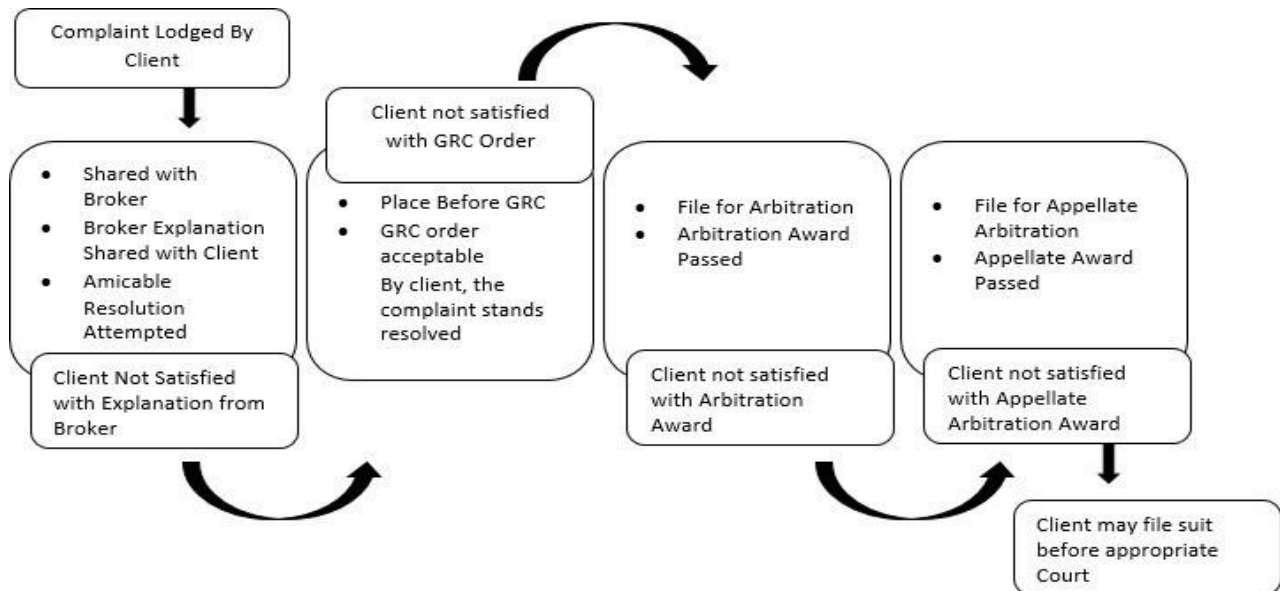 Complaint Lodged By
Client
• Shared with
Broker
• Broker Explanation
Shared with Client
• Amicable
Resolution
Attempted
Client Not Satisfied
with Explanation from
Broker
Client not satisfied
with GRC Order
• Place Before GRC
• GRC order
acceptable
By client, the
complaint stands
resolved
• File for Arbitration
• Arbitration Award
Passed
Client not satisfied
with Arbitration
Award
• File for Appellate
Arbitration
• Appellate Award
Passed
Client not satisfied
with Appellate
Arbitration Award
Client may file suit
before appropriate
Court